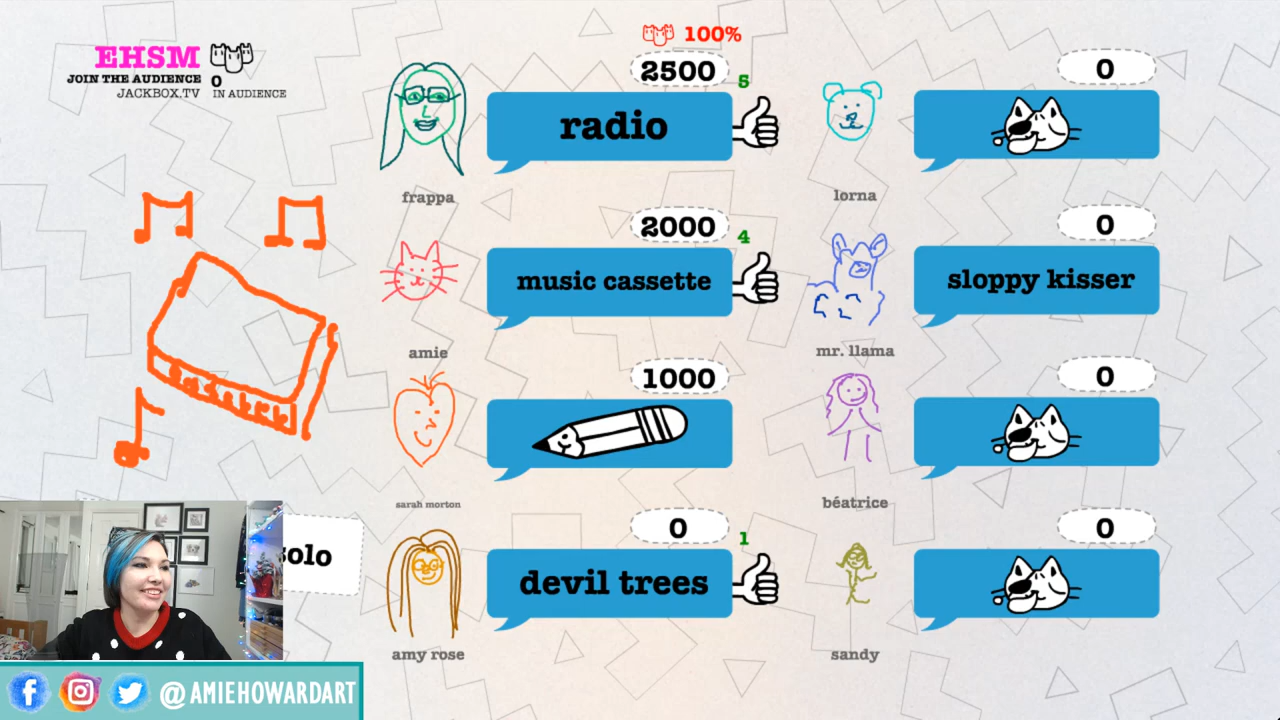 EHSM
JOIN THE AUDIENCE
JACKBOX.TV
0
IN AUDIENCE
100%
2500
5
radio
frappa
0
lorna
2000
4
music cassette
amie
0
sloppy kisser
mr. llama
1000
sarah morton
0
béatrice
0
1
devil trees
amy rose
0
sandy
solo
@AMIEHOWARDART